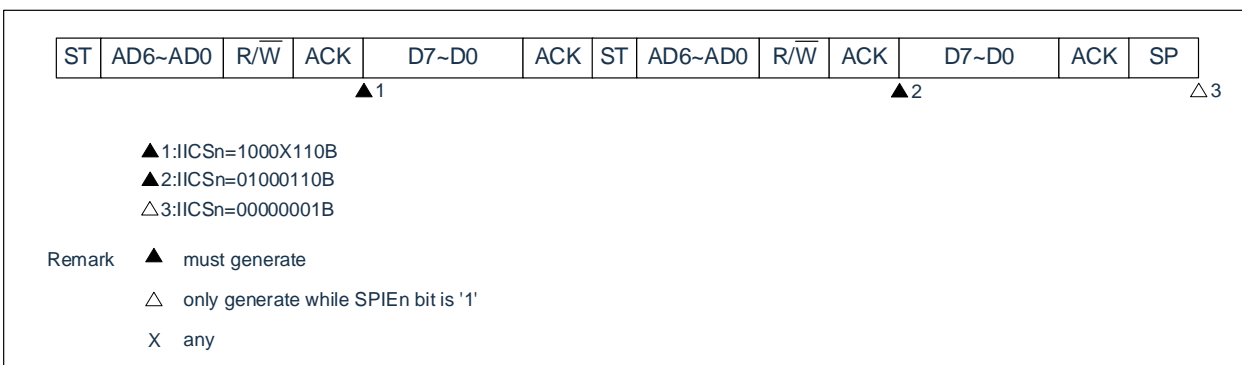 ST AD6~AD0 R/W̅ ACK D7~D0 ACK ST AD6~AD0 R/W̅ ACK D7~D0 ACK SP
▲1 ▲2 △3
▲1:IICSn=1000X110B
▲2:IICSn=01000110B
△3:IICSn=00000001B
Remark ▲ must generate
△ only generate while SPIEn bit is '1'
X any